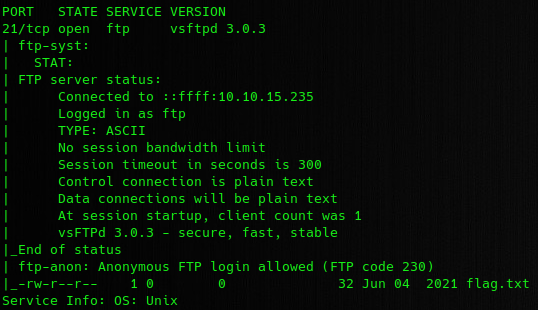 PORT   STATE SERVICE VERSION
21/tcp open  ftp     vsftpd 3.0.3
| ftp-syst:
|   STAT:
| FTP server status:
|      Connected to ::ffff:10.10.15.235
|      Logged in as ftp
|      TYPE: ASCII
|      No session bandwidth limit
|      Session timeout in seconds is 300
|      Control connection is plain text
|      Data connections will be plain text
|      At session startup, client count was 1
|      vsFTPd 3.0.3 - secure, fast, stable
|_End of status
| ftp-anon: Anonymous FTP login allowed (FTP code 230)
|_-rw-r--r--    1 0        0              32 Jun 04  2021 flag.txt
Service Info: OS: Unix